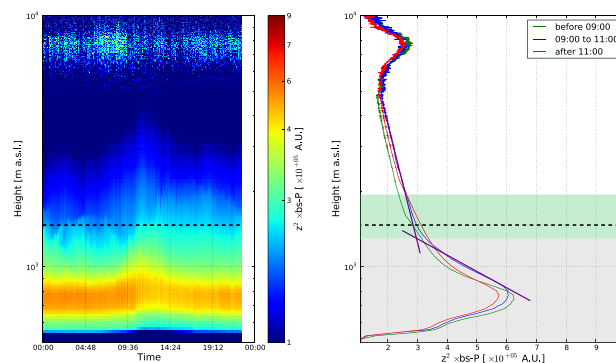 10⁴
10³
Height [m a.s.l.]
00:00 04:48 09:36 14:24 19:12 00:00
Time
9
7
6
4
3
2
1
z² ×bs-P [ ×10⁺⁰⁵ A.U.]
before 09:00
09:00 to 11:00
after 11:00
10⁴
10³
Height [m a.s.l.]
2 3 4 5 6 7 8 9
z² ×bs-P [ ×10⁺⁰⁵ A.U.]